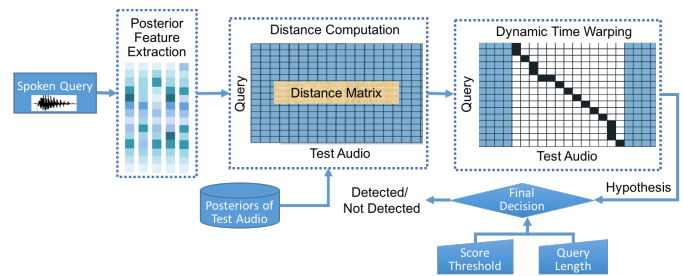 Posterior
Feature
Extraction
Distance Computation
Dynamic Time Warping
Spoken Query
Query
Distance Matrix
Test Audio
Query
Test Audio
Posteriors of
Test Audio
Detected/
Not Detected
Final
Decision
Hypothesis
Score
Threshold
Query
Length